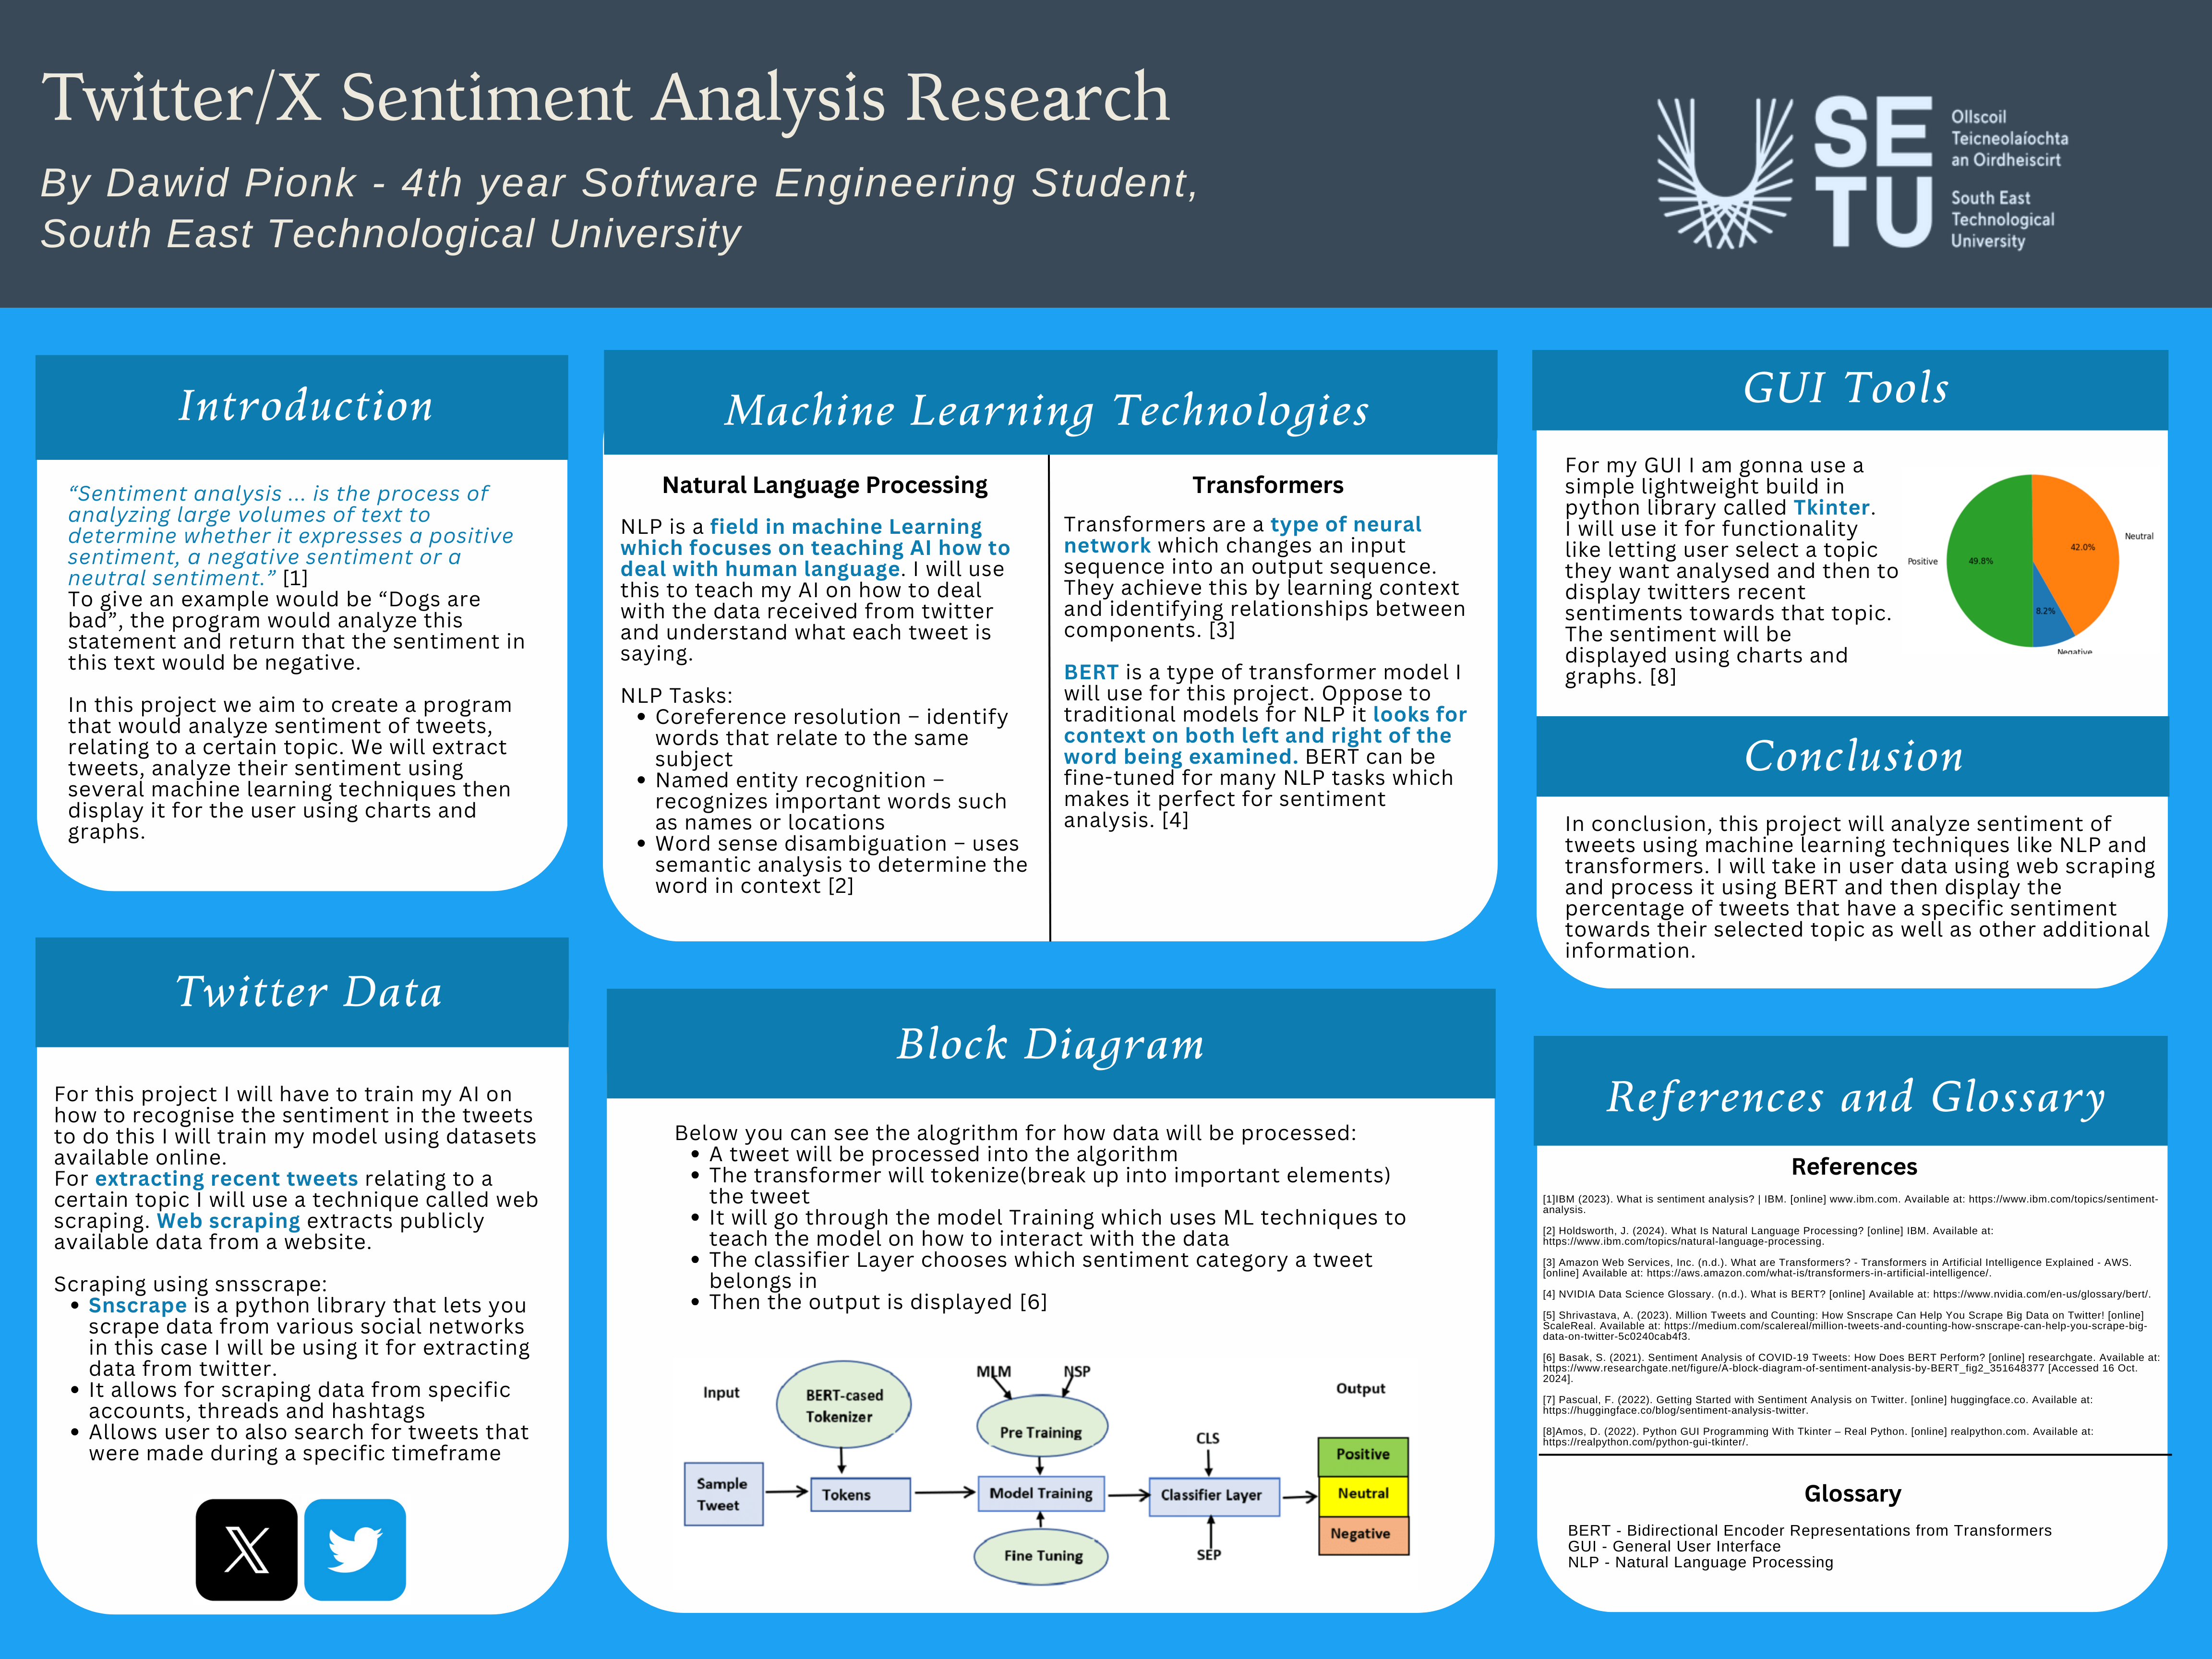 Twitter/X Sentiment Analysis Research
By Dawid Pionk - 4th year Software Engineering Student,
South East Technological University
SE
TU
Ollscoil
Teicneolaíochta
an Oirdheiscirt
South East
Technological
University
Introduction
“Sentiment analysis ... is the process of
analyzing large volumes of text to
determine whether it expresses a positive
sentiment, a negative sentiment or a
neutral sentiment.” [1]
To give an example would be “Dogs are
bad”, the program would analyze this
statement and return that the sentiment in
this text would be negative.
In this project we aim to create a program
that would analyze sentiment of tweets,
relating to a certain topic. We will extract
tweets, analyze their sentiment using
several machine learning techniques then
display it for the user using charts and
graphs.
Twitter Data
For this project I will have to train my AI on
how to recognise the sentiment in the tweets
to do this I will train my model using datasets
available online.
For extracting recent tweets relating to a
certain topic I will use a technique called web
scraping. Web scraping extracts publicly
available data from a website.
Scraping using snsscrape:
• Snscrape is a python library that lets you
scrape data from various social networks
in this case I will be using it for extracting
data from twitter.
• It allows for scraping data from specific
accounts, threads and hashtags
• Allows user to also search for tweets that
were made during a specific timeframe
Machine Learning Technologies
Natural Language Processing
NLP is a field in machine Learning
which focuses on teaching AI how to
deal with human language. I will use
this to teach my AI on how to deal
with the data received from twitter
and understand what each tweet is
saying.
NLP Tasks:
• Coreference resolution – identify
words that relate to the same
subject
• Named entity recognition –
recognizes important words such
as names or locations
• Word sense disambiguation – uses
semantic analysis to determine the
word in context [2]
Transformers
Transformers are a type of neural
network which changes an input
sequence into an output sequence.
They achieve this by learning context
and identifying relationships between
components. [3]
BERT is a type of transformer model I
will use for this project. Oppose to
traditional models for NLP it looks for
context on both left and right of the
word being examined. BERT can be
fine-tuned for many NLP tasks which
makes it perfect for sentiment
analysis. [4]
Block Diagram
Below you can see the alogrithm for how data will be processed:
• A tweet will be processed into the algorithm
• The transformer will tokenize(break up into important elements)
the tweet
• It will go through the model Training which uses ML techniques to
teach the model on how to interact with the data
• The classifier Layer chooses which sentiment category a tweet
belongs in
• Then the output is displayed [6]
Input
BERT-cased
Tokenizer
MLM
NSP
Pre Training
Output
CLS
Sample
Tweet
Tokens
Model Training
Classifier Layer
Positive
Neutral
Negative
Fine Tuning
SEP
GUI Tools
For my GUI I am gonna use a
simple lightweight build in
python library called Tkinter.
I will use it for functionality
like letting user select a topic
they want analysed and then to
display twitters recent
sentiments towards that topic.
The sentiment will be
displayed using charts and
graphs. [8]
Neutral
42.0%
Positive
49.8%
8.2%
Negative
Conclusion
In conclusion, this project will analyze sentiment of
tweets using machine learning techniques like NLP and
transformers. I will take in user data using web scraping
and process it using BERT and then display the
percentage of tweets that have a specific sentiment
towards their selected topic as well as other additional
information.
References and Glossary
References
[1]IBM (2023). What is sentiment analysis? | IBM. [online] www.ibm.com. Available at: https://www.ibm.com/topics/sentiment-
analysis.
[2] Holdsworth, J. (2024). What Is Natural Language Processing? [online] IBM. Available at:
https://www.ibm.com/topics/natural-language-processing.
[3] Amazon Web Services, Inc. (n.d.). What are Transformers? - Transformers in Artificial Intelligence Explained - AWS.
[online] Available at: https://aws.amazon.com/what-is/transformers-in-artificial-intelligence/.
[4] NVIDIA Data Science Glossary. (n.d.). What is BERT? [online] Available at: https://www.nvidia.com/en-us/glossary/bert/.
[5] Shrivastava, A. (2023). Million Tweets and Counting: How Snscrape Can Help You Scrape Big Data on Twitter! [online]
ScaleReal. Available at: https://medium.com/scalereal/million-tweets-and-counting-how-snscrape-can-help-you-scrape-big-
data-on-twitter-5c0240cab4f3.
[6] Basak, S. (2021). Sentiment Analysis of COVID-19 Tweets: How Does BERT Perform? [online] researchgate. Available at:
https://www.researchgate.net/figure/A-block-diagram-of-sentiment-analysis-by-BERT_fig2_351648377 [Accessed 16 Oct.
2024].
[7] Pascual, F. (2022). Getting Started with Sentiment Analysis on Twitter. [online] huggingface.co. Available at:
https://huggingface.co/blog/sentiment-analysis-twitter.
[8]Amos, D. (2022). Python GUI Programming With Tkinter – Real Python. [online] realpython.com. Available at:
https://realpython.com/python-gui-tkinter/.
Glossary
BERT - Bidirectional Encoder Representations from Transformers
GUI - General User Interface
NLP - Natural Language Processing